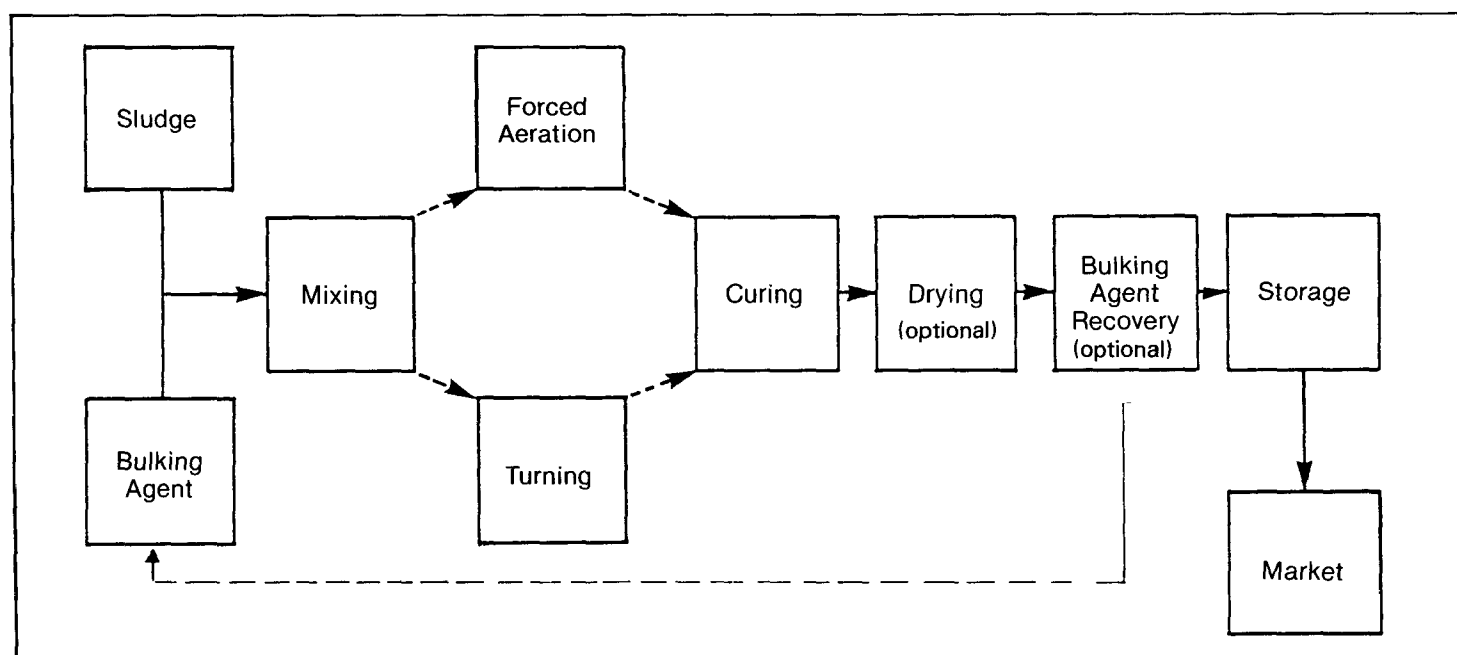 Sludge
Forced
Aeration
Mixing
Curing
Drying
(optional)
Bulking
Agent
Recovery
(optional)
Storage
Bulking
Agent
Turning
Market